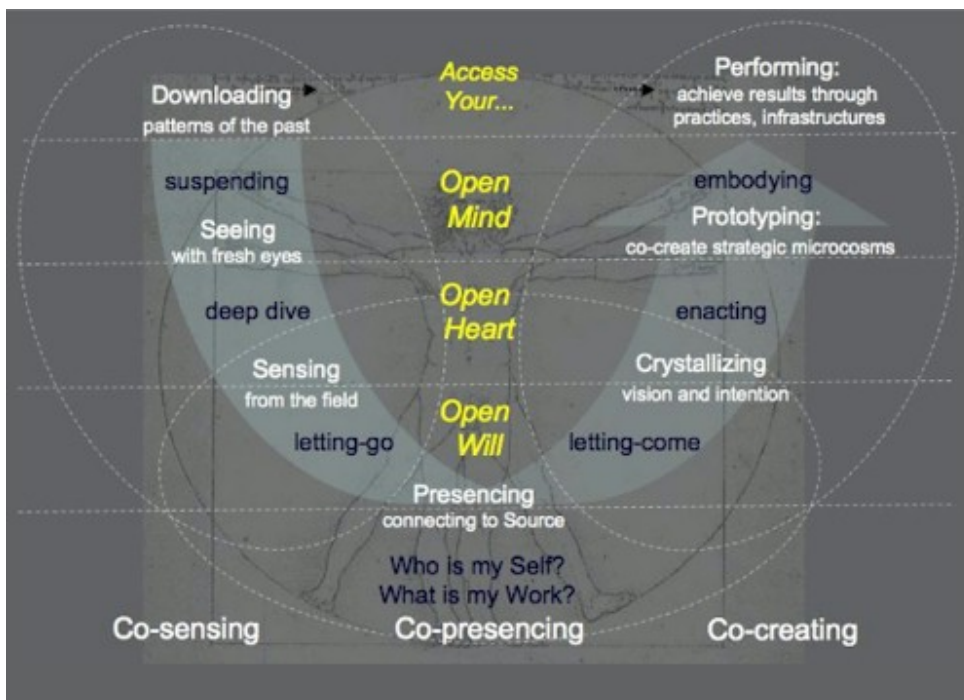 Access
Your...
Downloading
patterns of the past
Performing:
achieve results through
practices, infrastructures
suspending
Open
Mind
embodying
Seeing
with fresh eyes
Prototyping:
co-create strategic microcosms
deep dive
Open
Heart
enacting
Sensing
from the field
Crystallizing
vision and intention
letting-go
Open
Will
letting-come
Presencing
connecting to Source
Who is my Self?
What is my Work?
Co-sensing
Co-presencing
Co-creating